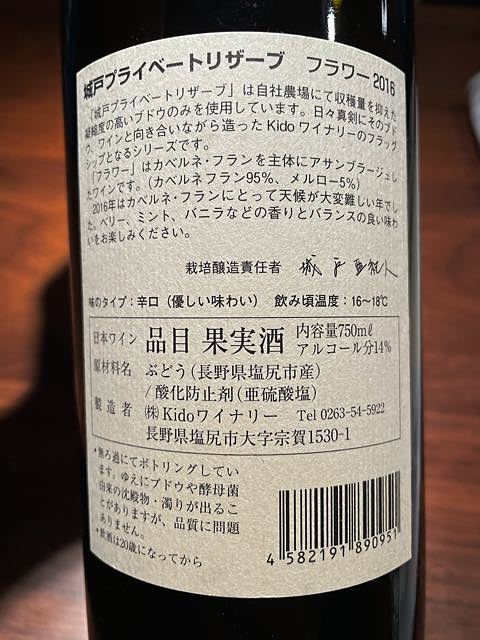 城戸プライベートリザーブ フラワー2016
「城戸プライベートリザーブ」は自社農場にて収穫量を抑えた
凝縮度の高いブドウのみを使用しています。日々真剣にそのブド
ウ、ワインと向き合いながら造ったKidoワイナリーのフラッグ
シップとなるシリーズです。
「フラワー」はカベルネ・フランを主体にアサンブラージュし
たワインです。(カベルネフラン95%、メルロー5%)
2016年はカベルネ・フランにとって天候が大変難しい年でし
た。ベリー、ミント、バニラなどの香りとバランスの良い味わ
いをお楽しみください。
栽培醸造責任者 城戸亜紀人
味のタイプ:辛口(優しい味わい) 飲み頃温度:16~18℃
日本ワイン 品目 果実酒 内容量750mℓ
アルコール分14%
原材料名 ぶどう(長野県塩尻市産)
/酸化防止剤(亜硫酸塩)
製造者 ㈱Kidoワイナリー Tel 0263-54-5922
長野県塩尻市大字宗賀1530-1
・無ろ過にてボトリングしてい
ます。ゆえにブドウや酵母菌
由来の沈殿物・濁りが出るこ
とがありますが、品質に問題
ありません。
・飲酒は20歳になってから
4 582191 890951